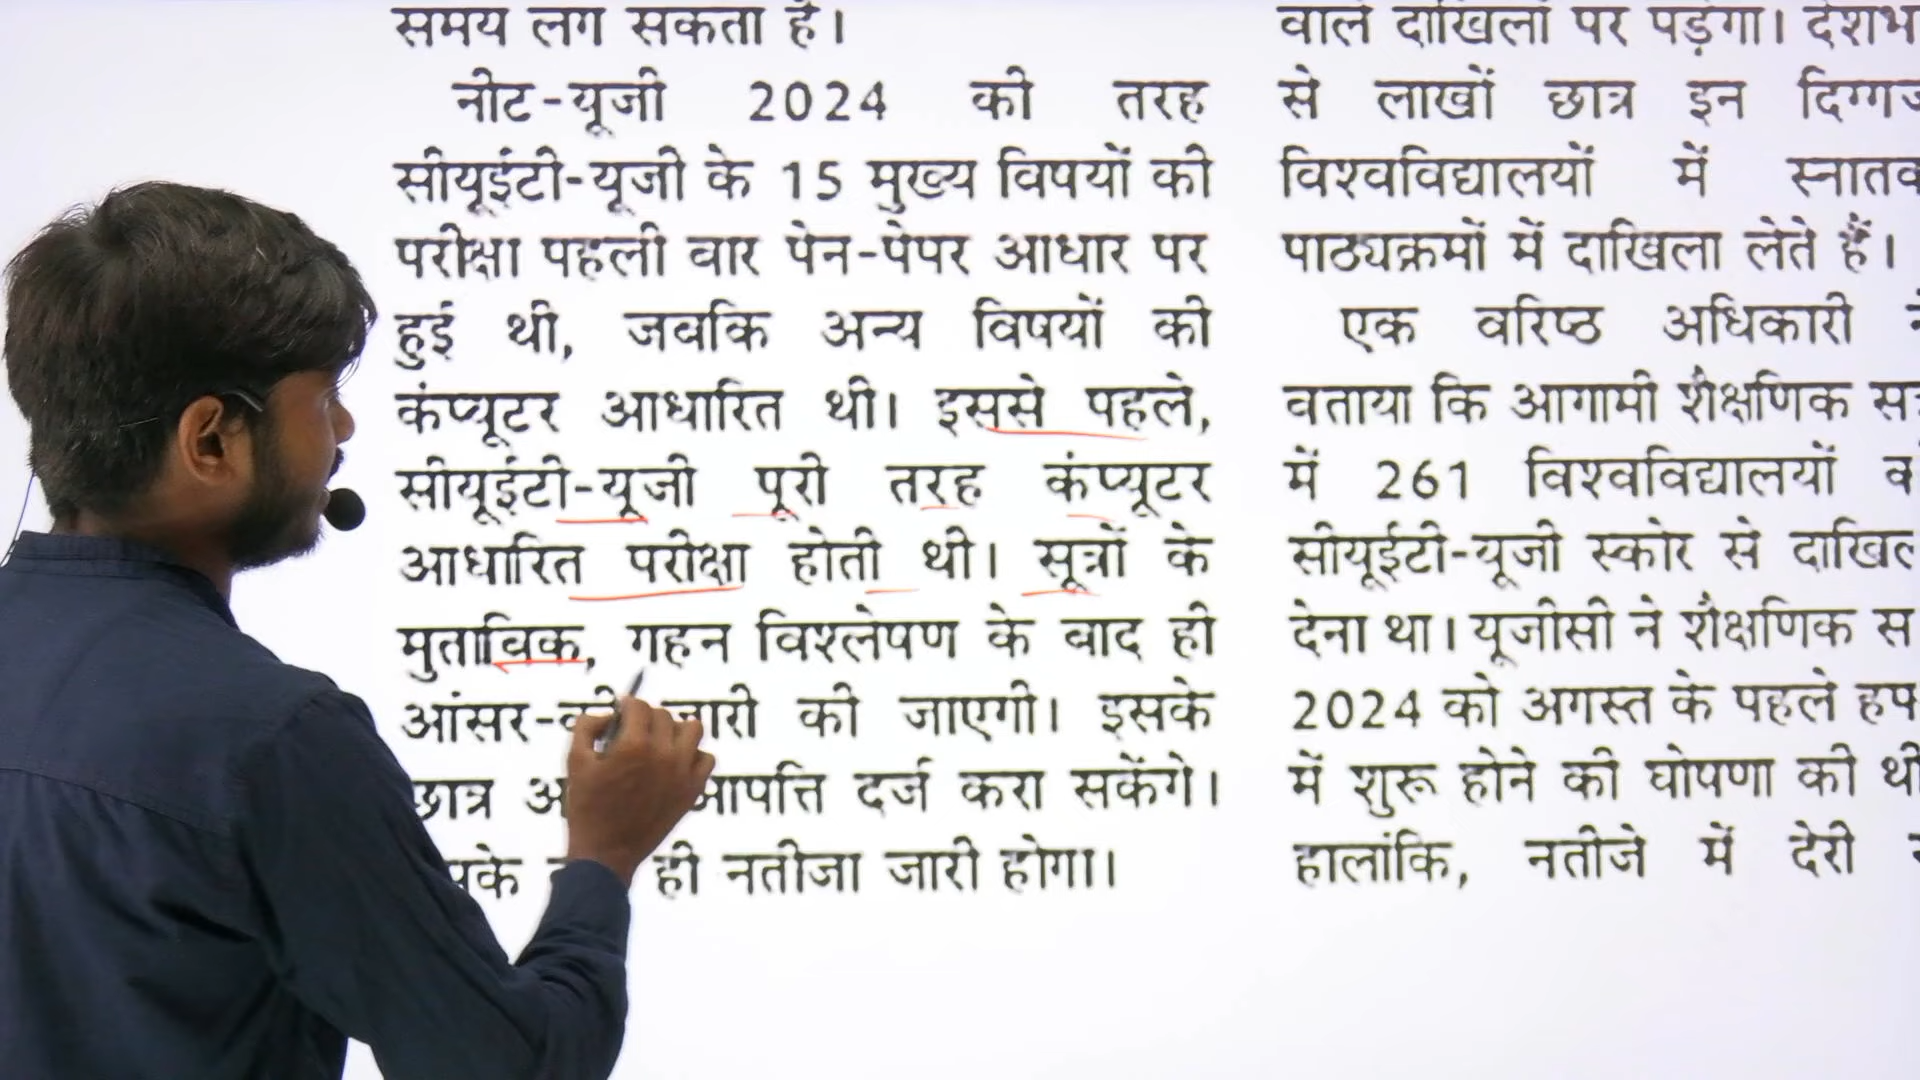 समय लग सकता है।
नीट-यूजी 2024 की तरह
सीयूईटी-यूजी के 15 मुख्य विषयों की
परीक्षा पहली बार पेन-पेपर आधार पर
हुई थी, जबकि अन्य विषयों की
कंप्यूटर आधारित थी। इससे पहले,
सीयूईटी-यूजी पूरी तरह कंप्यूटर
आधारित परीक्षा होती थी। सूत्रों के
मुताबिक, गहन विश्लेषण के बाद ही
आंसर-की जारी की जाएगी। इसके
छात्र आपत्ति दर्ज करा सकेंगे।
ही नतीजा जारी होगा।
वाले दाखिलों पर पड़ेगा।
से लाखों छात्र इन
विश्वविद्यालयों में
पाठ्यक्रमों में दाखिला लेते हैं।
एक वरिष्ठ अधिकारी
बताया कि आगामी शैक्षणिक
में 261 विश्वविद्यालयों
सीयूईटी-यूजी स्कोर से
देना था। यूजीसी ने शैक्षणिक
2024 को अगस्त के पहले
में शुरू होने की घोषणा की थी
हालांकि, नतीजे में देरी